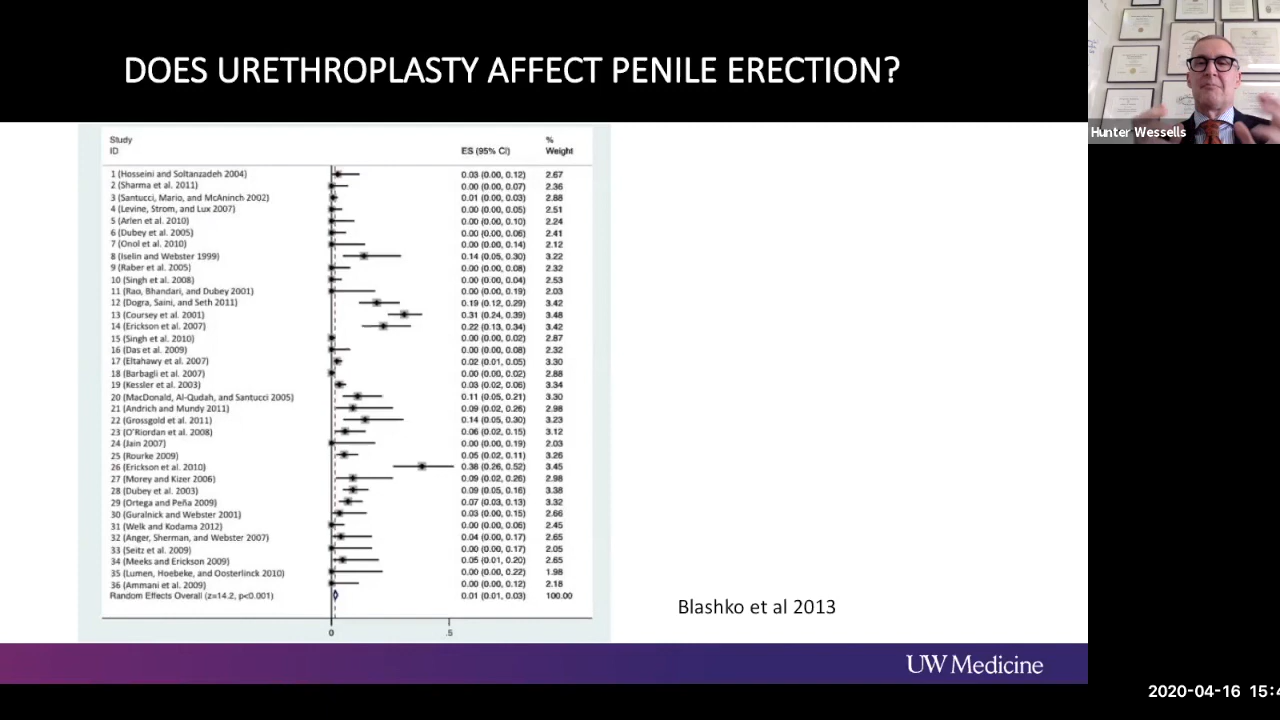 DOES URETHROPLASTY AFFECT PENILE ERECTION?
Hunter Wessells
Study %
ID ES (95% CI) Weight
1 (Hosseini and Soltanzadeh 2004) 0.03 (0.00, 0.12) 2.67
2 (Sharma et al. 2011) 0.00 (0.00, 0.07) 2.36
3 (Santucci, Mario, and McAninch 2002) 0.01 (0.00, 0.03) 2.88
4 (Levine, Strom, and Lux 2007) 0.00 (0.00, 0.05) 2.51
5 (Arlen et al. 2010) 0.00 (0.00, 0.10) 2.24
6 (Dubey et al. 2005) 0.00 (0.00, 0.06) 2.41
7 (Onol et al. 2010) 0.00 (0.00, 0.14) 2.12
8 (Iselin and Webster 1999) 0.14 (0.05, 0.30) 3.22
9 (Raber et al. 2005) 0.00 (0.00, 0.08) 2.32
10 (Singh et al. 2008) 0.00 (0.00, 0.04) 2.53
11 (Rao, Bhandari, and Dubey 2001) 0.00 (0.00, 0.19) 2.03
12 (Dogra, Saini, and Seth 2011) 0.19 (0.12, 0.29) 3.42
13 (Coursey et al. 2001) 0.31 (0.24, 0.39) 3.48
14 (Erickson et al. 2007) 0.22 (0.13, 0.34) 3.42
15 (Singh et al. 2010) 0.00 (0.00, 0.02) 2.87
16 (Das et al. 2009) 0.00 (0.00, 0.08) 2.32
17 (Eltahawy et al. 2007) 0.02 (0.01, 0.05) 3.30
18 (Barbagli et al. 2007) 0.00 (0.00, 0.02) 2.88
19 (Kessler et al. 2003) 0.03 (0.02, 0.06) 3.34
20 (MacDonald, Al-Qudah, and Santucci 2005) 0.11 (0.05, 0.21) 3.30
21 (Andrich and Mundy 2011) 0.09 (0.02, 0.26) 2.98
22 (Grossgold et al. 2011) 0.14 (0.05, 0.30) 3.23
23 (O'Riordan et al. 2008) 0.06 (0.02, 0.15) 3.12
24 (Jain 2007) 0.00 (0.00, 0.19) 2.03
25 (Rourke 2009) 0.05 (0.02, 0.11) 3.26
26 (Erickson et al. 2010) 0.38 (0.26, 0.52) 3.45
27 (Morey and Kizer 2006) 0.09 (0.02, 0.26) 2.98
28 (Dubey et al. 2003) 0.09 (0.05, 0.16) 3.38
29 (Ortega and Peña 2009) 0.07 (0.03, 0.13) 3.32
30 (Guralnick and Webster 2001) 0.03 (0.00, 0.15) 2.66
31 (Welk and Kodama 2012) 0.00 (0.00, 0.06) 2.45
32 (Anger, Sherman, and Webster 2007) 0.04 (0.00, 0.17) 2.65
33 (Seitz et al. 2009) 0.00 (0.00, 0.17) 2.05
34 (Meeks and Erickson 2009) 0.05 (0.01, 0.20) 2.65
35 (Lumen, Hoebeke, and Oosterlinck 2010) 0.00 (0.00, 0.22) 1.98
36 (Ammani et al. 2009) 0.00 (0.00, 0.12) 2.18
Random Effects Overall (z=14.2, p<0.001) 0.01 (0.01, 0.03) 100.00
0 .5
Blashko et al 2013
UW Medicine
2020-04-16 15:4